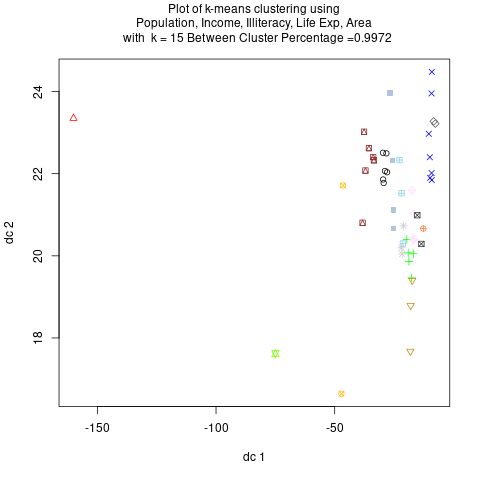 Plot of k-means clustering using
Population, Income, Illiteracy, Life Exp, Area
with k = 15 Between Cluster Percentage =0.9972
24
22
20
18
dc 2
-150
-100
-50
dc 1